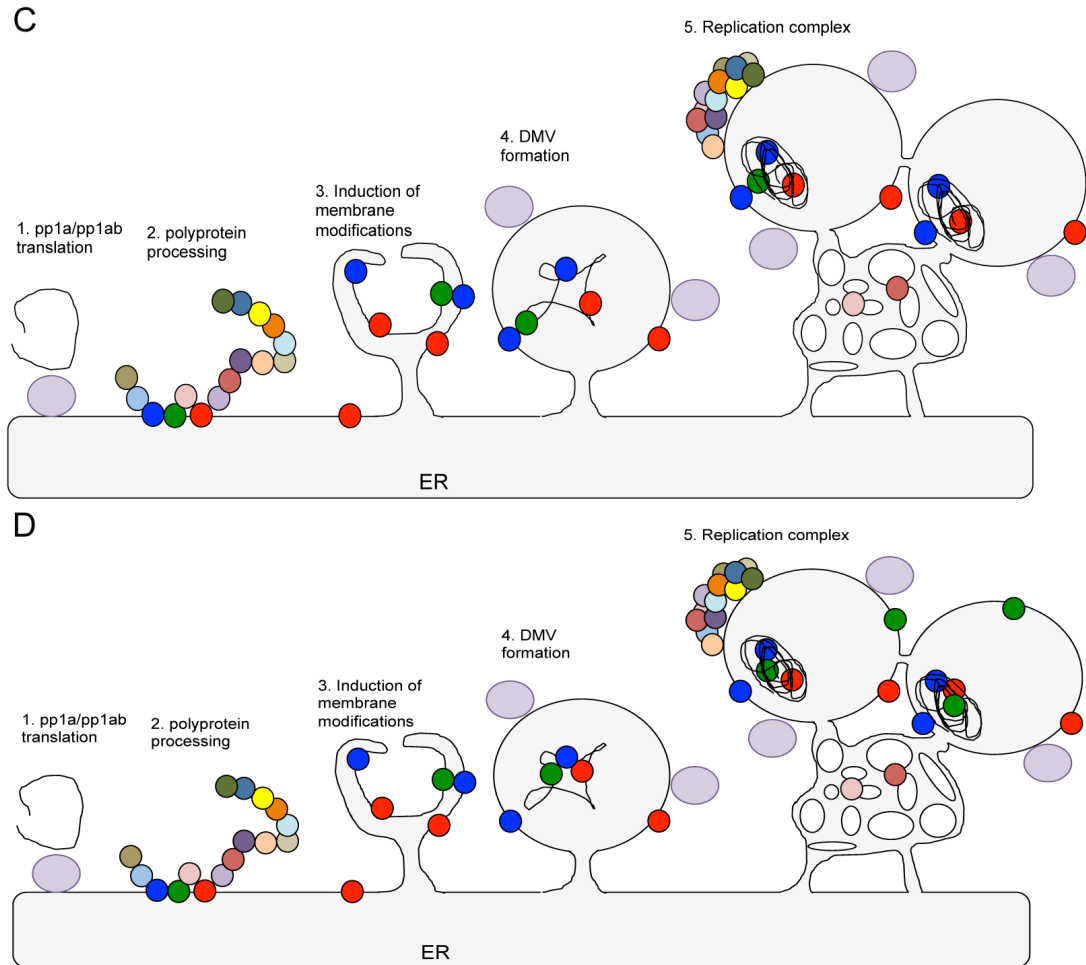 C
5. Replication complex
4. DMV
formation
3. Induction of
membrane
modifications
1. pp1a/pp1ab
translation
2. polyprotein
processing
ER
D
5. Replication complex
4. DMV
formation
3. Induction of
membrane
modifications
1. pp1a/pp1ab
translation
2. polyprotein
processing
ER